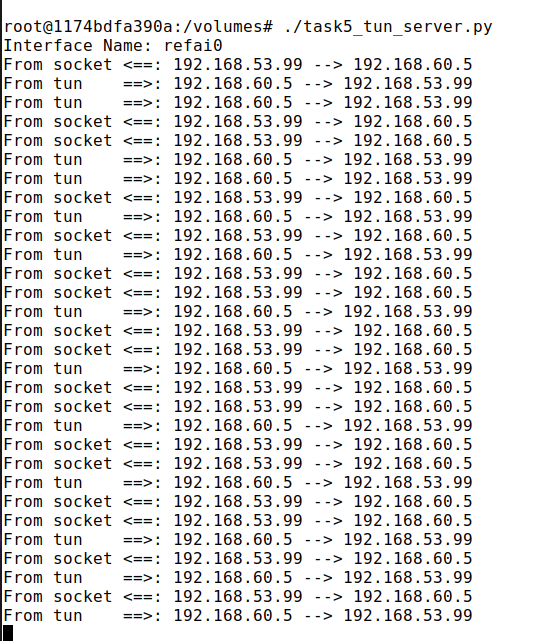 root@1174bdfa390a:/volumes# ./task5_tun_server.py
Interface Name: refai0
From socket <==: 192.168.53.99 --> 192.168.60.5
From tun    ==>: 192.168.60.5 --> 192.168.53.99
From tun    ==>: 192.168.60.5 --> 192.168.53.99
From socket <==: 192.168.53.99 --> 192.168.60.5
From socket <==: 192.168.53.99 --> 192.168.60.5
From tun    ==>: 192.168.60.5 --> 192.168.53.99
From tun    ==>: 192.168.60.5 --> 192.168.53.99
From socket <==: 192.168.53.99 --> 192.168.60.5
From tun    ==>: 192.168.60.5 --> 192.168.53.99
From socket <==: 192.168.53.99 --> 192.168.60.5
From tun    ==>: 192.168.60.5 --> 192.168.53.99
From socket <==: 192.168.53.99 --> 192.168.60.5
From socket <==: 192.168.53.99 --> 192.168.60.5
From tun    ==>: 192.168.60.5 --> 192.168.53.99
From socket <==: 192.168.53.99 --> 192.168.60.5
From socket <==: 192.168.53.99 --> 192.168.60.5
From tun    ==>: 192.168.60.5 --> 192.168.53.99
From socket <==: 192.168.53.99 --> 192.168.60.5
From socket <==: 192.168.53.99 --> 192.168.60.5
From tun    ==>: 192.168.60.5 --> 192.168.53.99
From socket <==: 192.168.53.99 --> 192.168.60.5
From socket <==: 192.168.53.99 --> 192.168.60.5
From tun    ==>: 192.168.60.5 --> 192.168.53.99
From socket <==: 192.168.53.99 --> 192.168.60.5
From socket <==: 192.168.53.99 --> 192.168.60.5
From tun    ==>: 192.168.60.5 --> 192.168.53.99
From socket <==: 192.168.53.99 --> 192.168.60.5
From tun    ==>: 192.168.60.5 --> 192.168.53.99
From socket <==: 192.168.53.99 --> 192.168.60.5
From tun    ==>: 192.168.60.5 --> 192.168.53.99